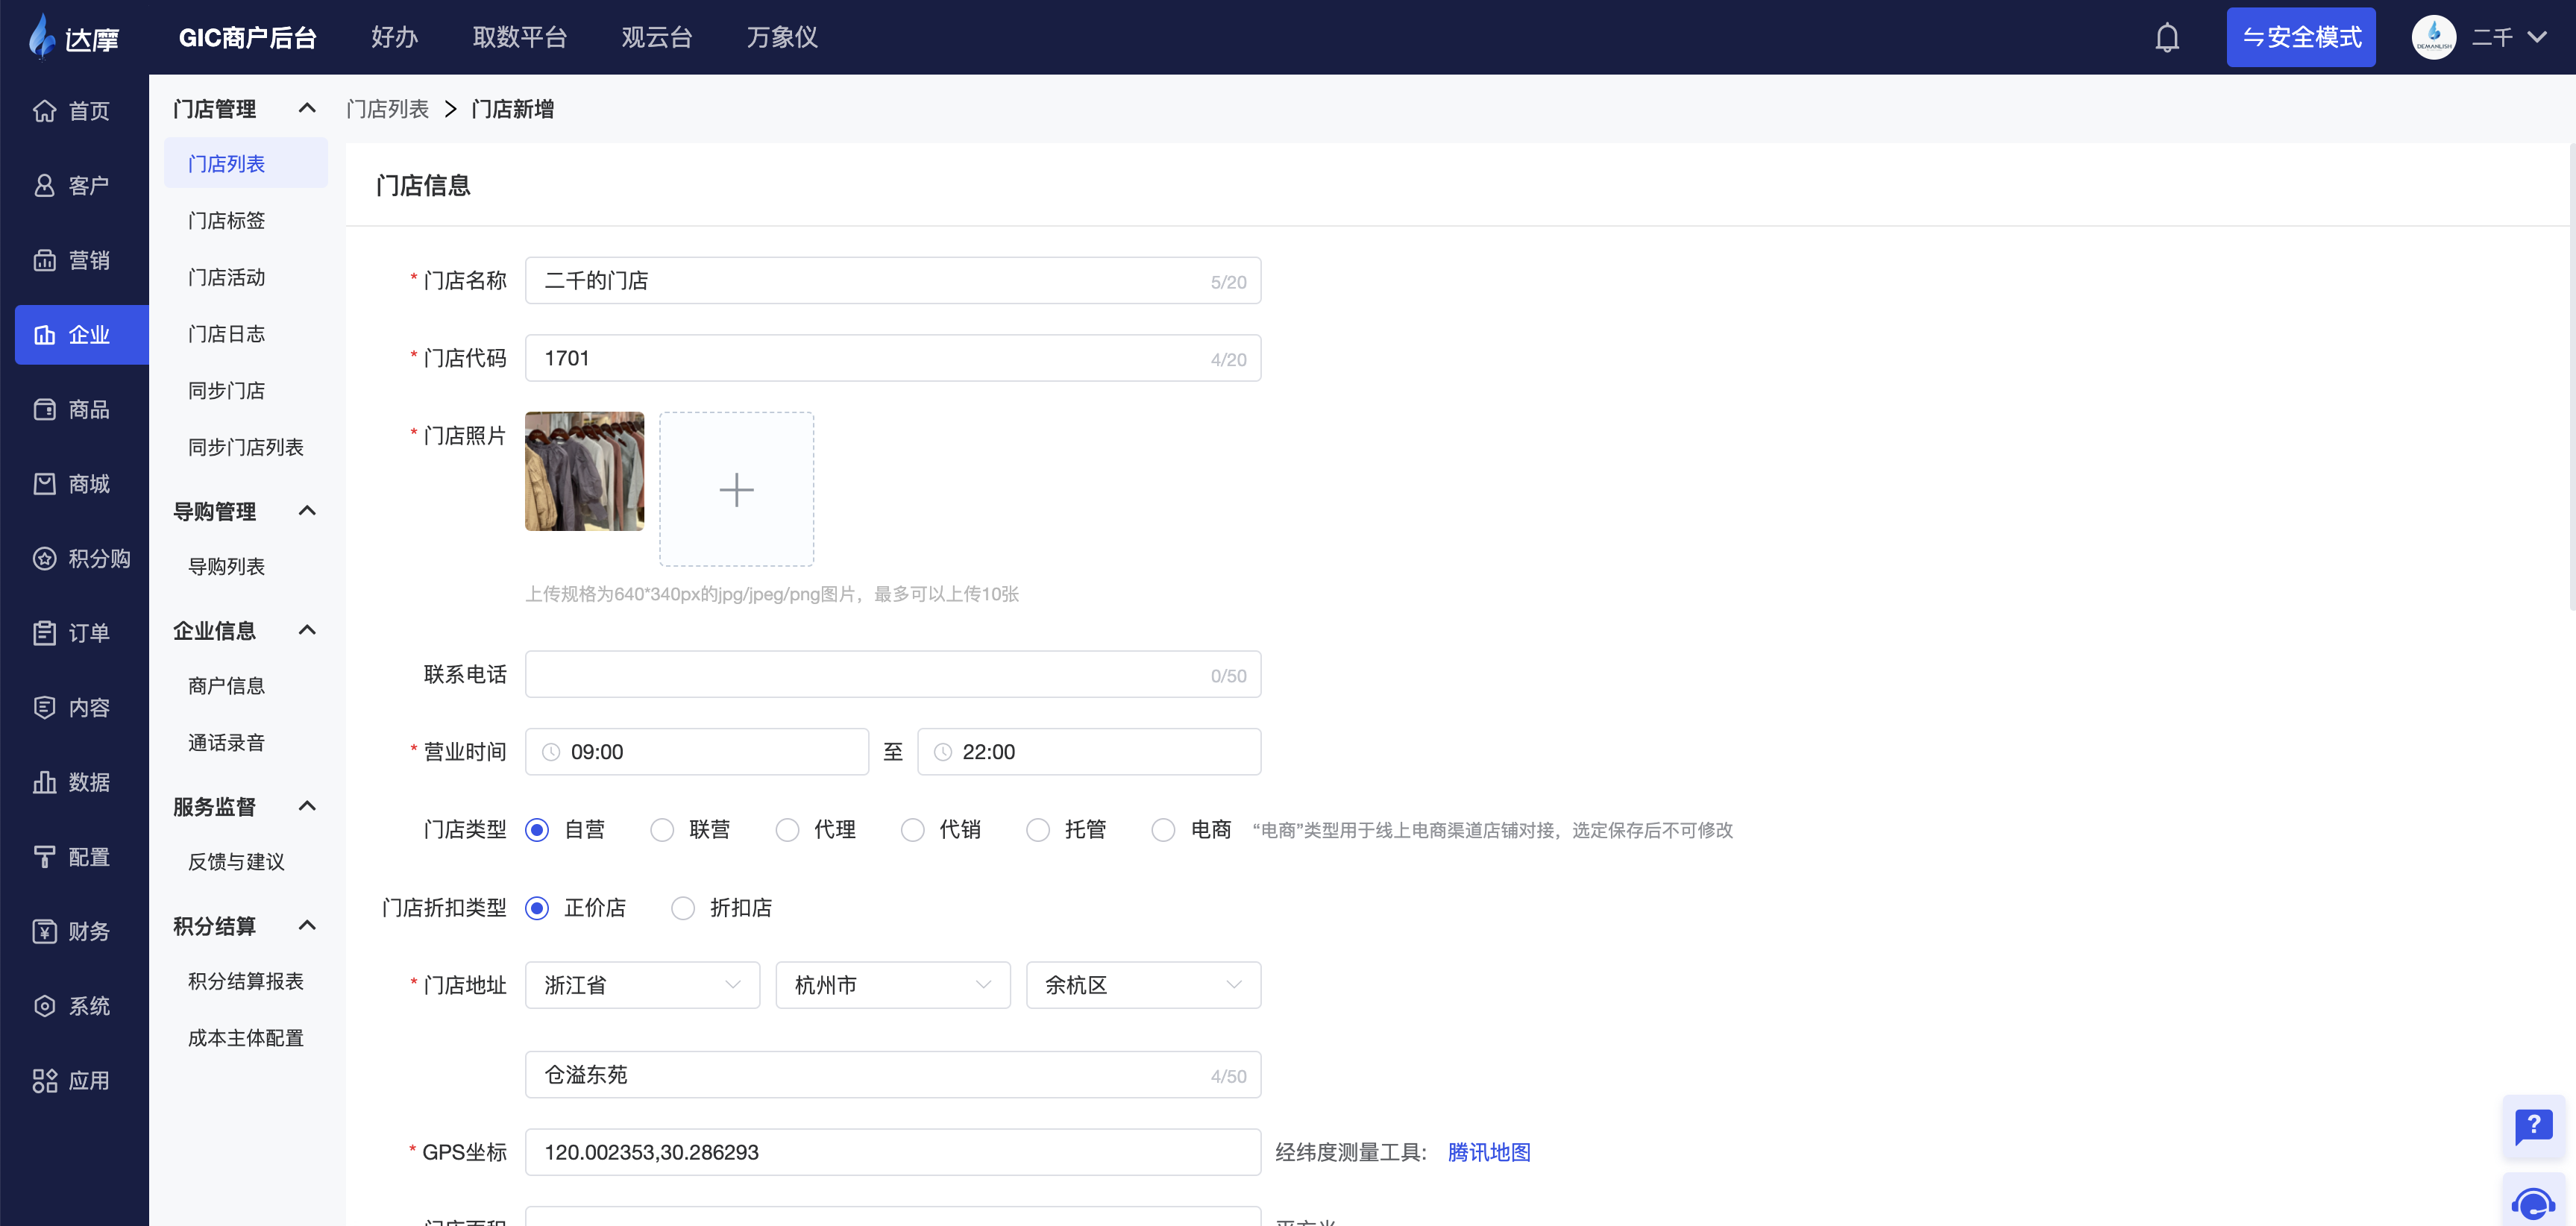 达摩 GIC商户后台 好办 取数平台 观云台 万象仪 ⇋安全模式 DEMANLISH 二千
首页
客户
营销
企业
商品
商城
积分购
订单
内容
数据
配置
财务
系统
应用
门店管理
门店列表
门店标签
门店活动
门店日志
同步门店
同步门店列表
导购管理
导购列表
企业信息
商户信息
通话录音
服务监督
反馈与建议
积分结算
积分结算报表
成本主体配置
门店列表 > 门店新增
门店信息
* 门店名称 二千的门店 5/20
* 门店代码 1701 4/20
* 门店照片
上传规格为640*340px的jpg/jpeg/png图片，最多可以上传10张
联系电话 0/50
* 营业时间 09:00 至 22:00
门店类型 自营 联营 代理 代销 托管 电商 “电商”类型用于线上电商渠道店铺对接，选定保存后不可修改
门店折扣类型 正价店 折扣店
* 门店地址 浙江省 杭州市 余杭区
仓溢东苑 4/50
* GPS坐标 120.002353,30.286293 经纬度测量工具: 腾讯地图
门店面积 平方米